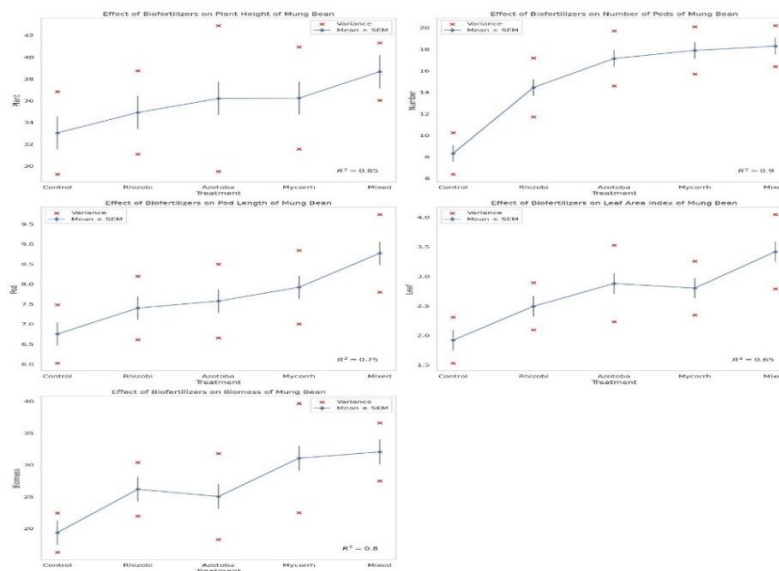 Effect of Biofertilizers on Plant Height of Mung Bean
Variance
Mean ± SEM
42
40
38
36
34
32
30
Plant
R² = 0.85
Control Rhizobi Azotoba Mycorrh Mixed
Treatment
Effect of Biofertilizers on Number of Pods of Mung Bean
Variance
Mean ± SEM
20
18
16
14
12
10
8
6
Number
R² = 0.9
Control Rhizobi Azotoba Mycorrh Mixed
Treatment
Effect of Biofertilizers on Pod Length of Mung Bean
Variance
Mean ± SEM
9.5
9.0
8.5
8.0
7.5
7.0
6.5
6.0
Pod
R² = 0.75
Control Rhizobi Azotoba Mycorrh Mixed
Treatment
Effect of Biofertilizers on Leaf Area Index of Mung Bean
Variance
Mean ± SEM
4.0
3.5
3.0
2.5
2.0
1.5
Leaf
R² = 0.65
Control Rhizobi Azotoba Mycorrh Mixed
Treatment
Effect of Biofertilizers on Biomass of Mung Bean
Variance
Mean ± SEM
40
35
30
25
20
Biomass
R² = 0.8
Control Rhizobi Azotoba Mycorrh Mixed
Treatment